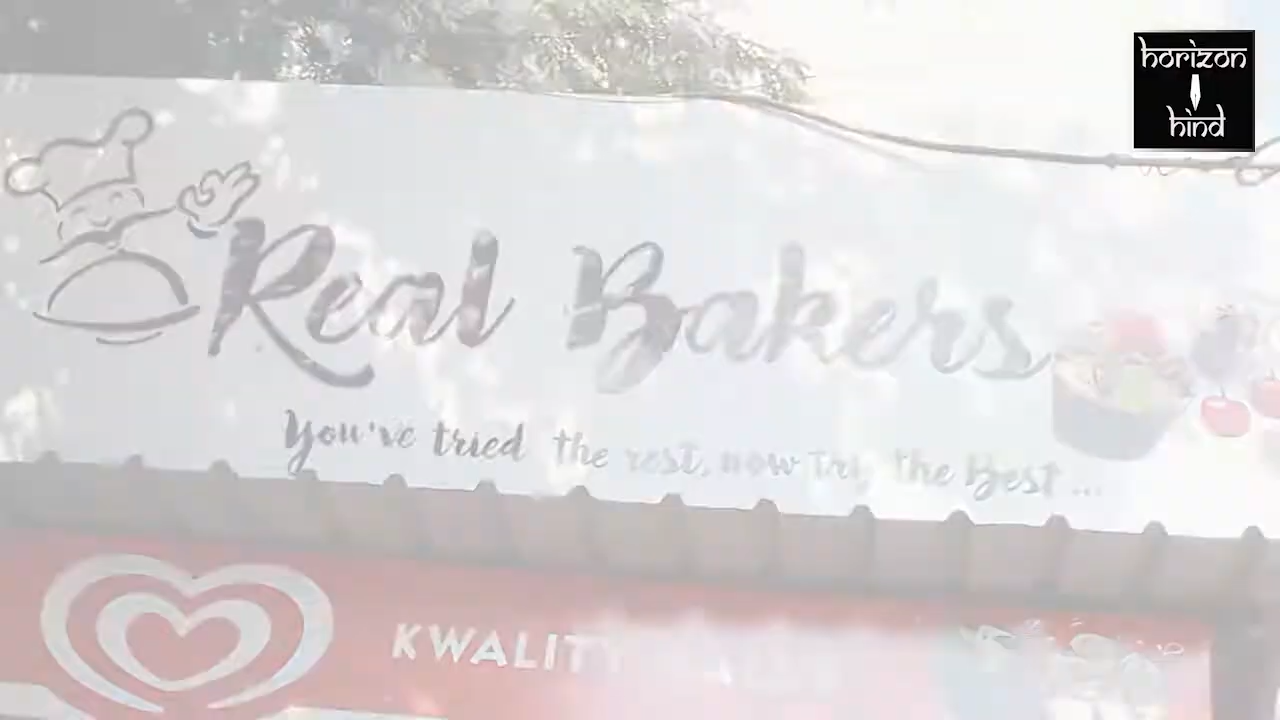 horizon
hind
Real Bakers
You've tried the rest, now Try the Best ...
KWALITY